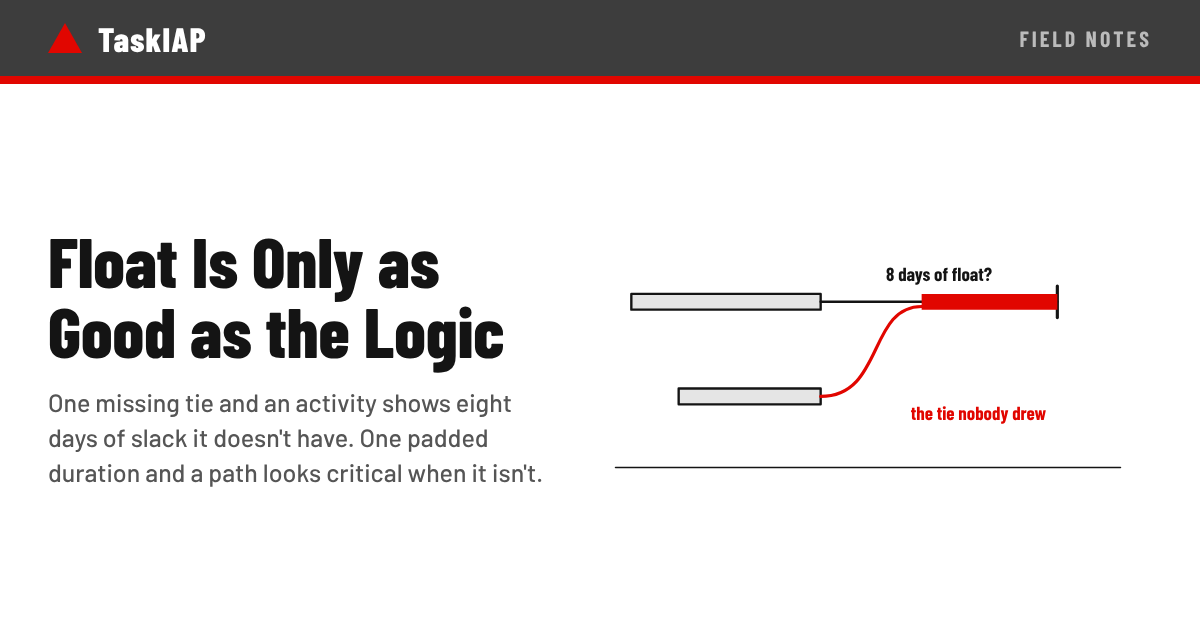 TaskIAP
FIELD NOTES
Float Is Only as
Good as the Logic
One missing tie and an activity shows eight
days of slack it doesn't have. One padded
duration and a path looks critical when it isn't.
8 days of float?
the tie nobody drew